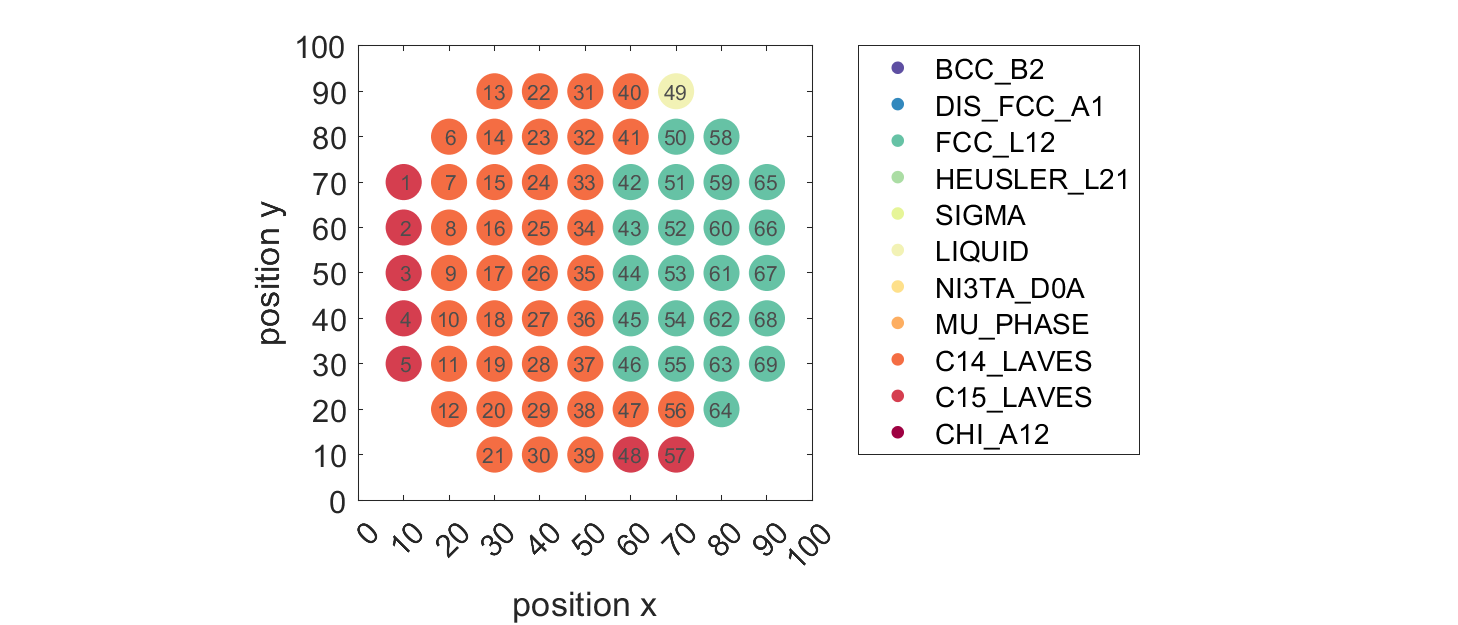 100
90 13 22 31 40 49
80 6 14 23 32 41 50 58
70 1 7 15 24 33 42 51 59 65
60 2 8 16 25 34 43 52 60 66
50 3 9 17 26 35 44 53 61 67
40 4 10 18 27 36 45 54 62 68
30 5 11 19 28 37 46 55 63 69
20 12 20 29 38 47 56 64
10 21 30 39 48 57
0
position y
0 10 20 30 40 50 60 70 80 90 100
position x
BCC_B2
DIS_FCC_A1
FCC_L12
HEUSLER_L21
SIGMA
LIQUID
NI3TA_D0A
MU_PHASE
C14_LAVES
C15_LAVES
CHI_A12